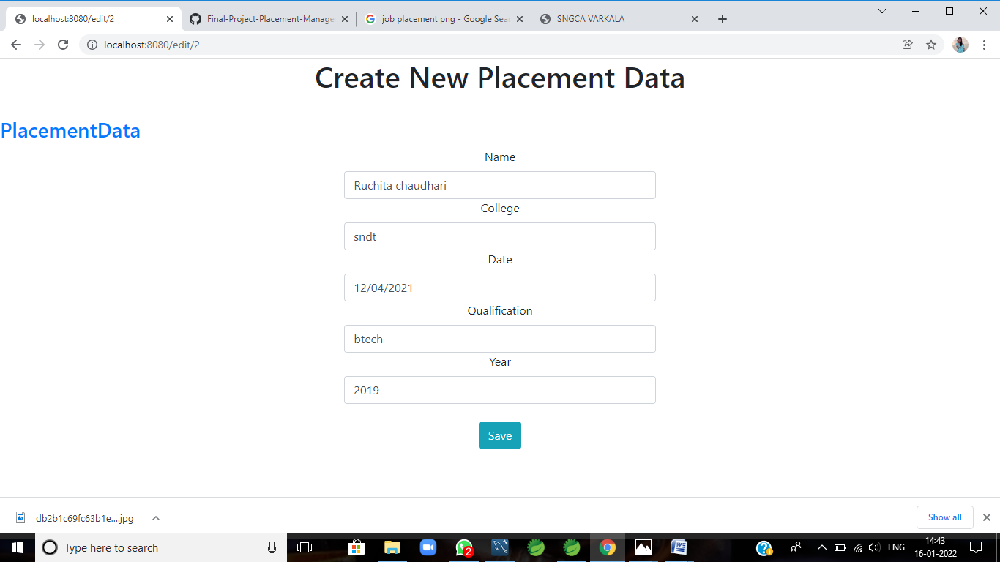 localhost:8080/edit/2
Final-Project-Placement-Manage
job placement png - Google Sear
SNGCA VARKALA
localhost:8080/edit/2
Create New Placement Data
PlacementData
Name
Ruchita chaudhari
College
sndt
Date
12/04/2021
Qualification
btech
Year
2019
Save
db2b1c69fc63b1e....jpg
Show all
Type here to search
2
ENG
14:43
16-01-2022